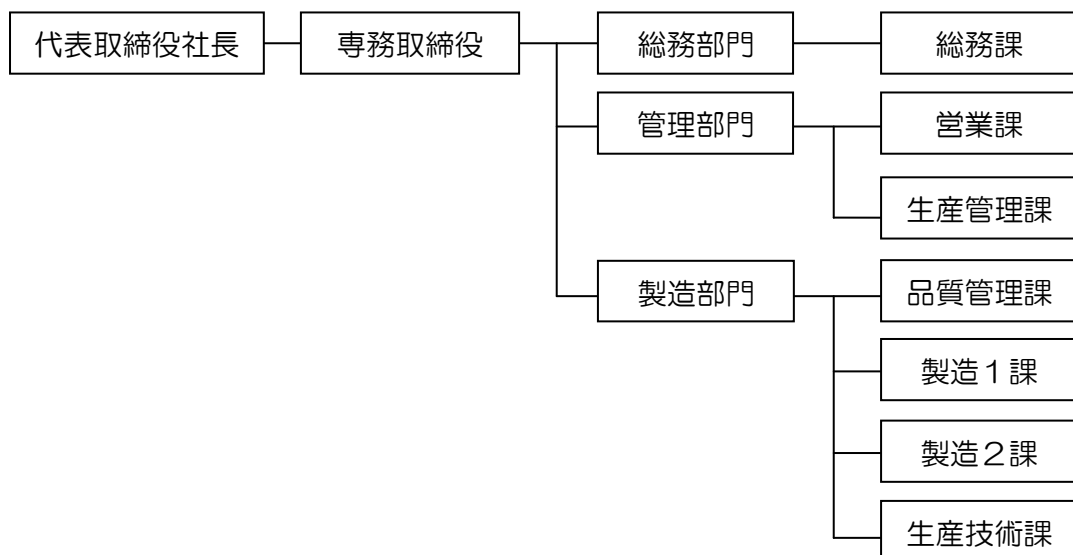 代表取締役社長
専務取締役
総務部門
総務課
管理部門
営業課
生産管理課
製造部門
品質管理課
製造１課
製造２課
生産技術課